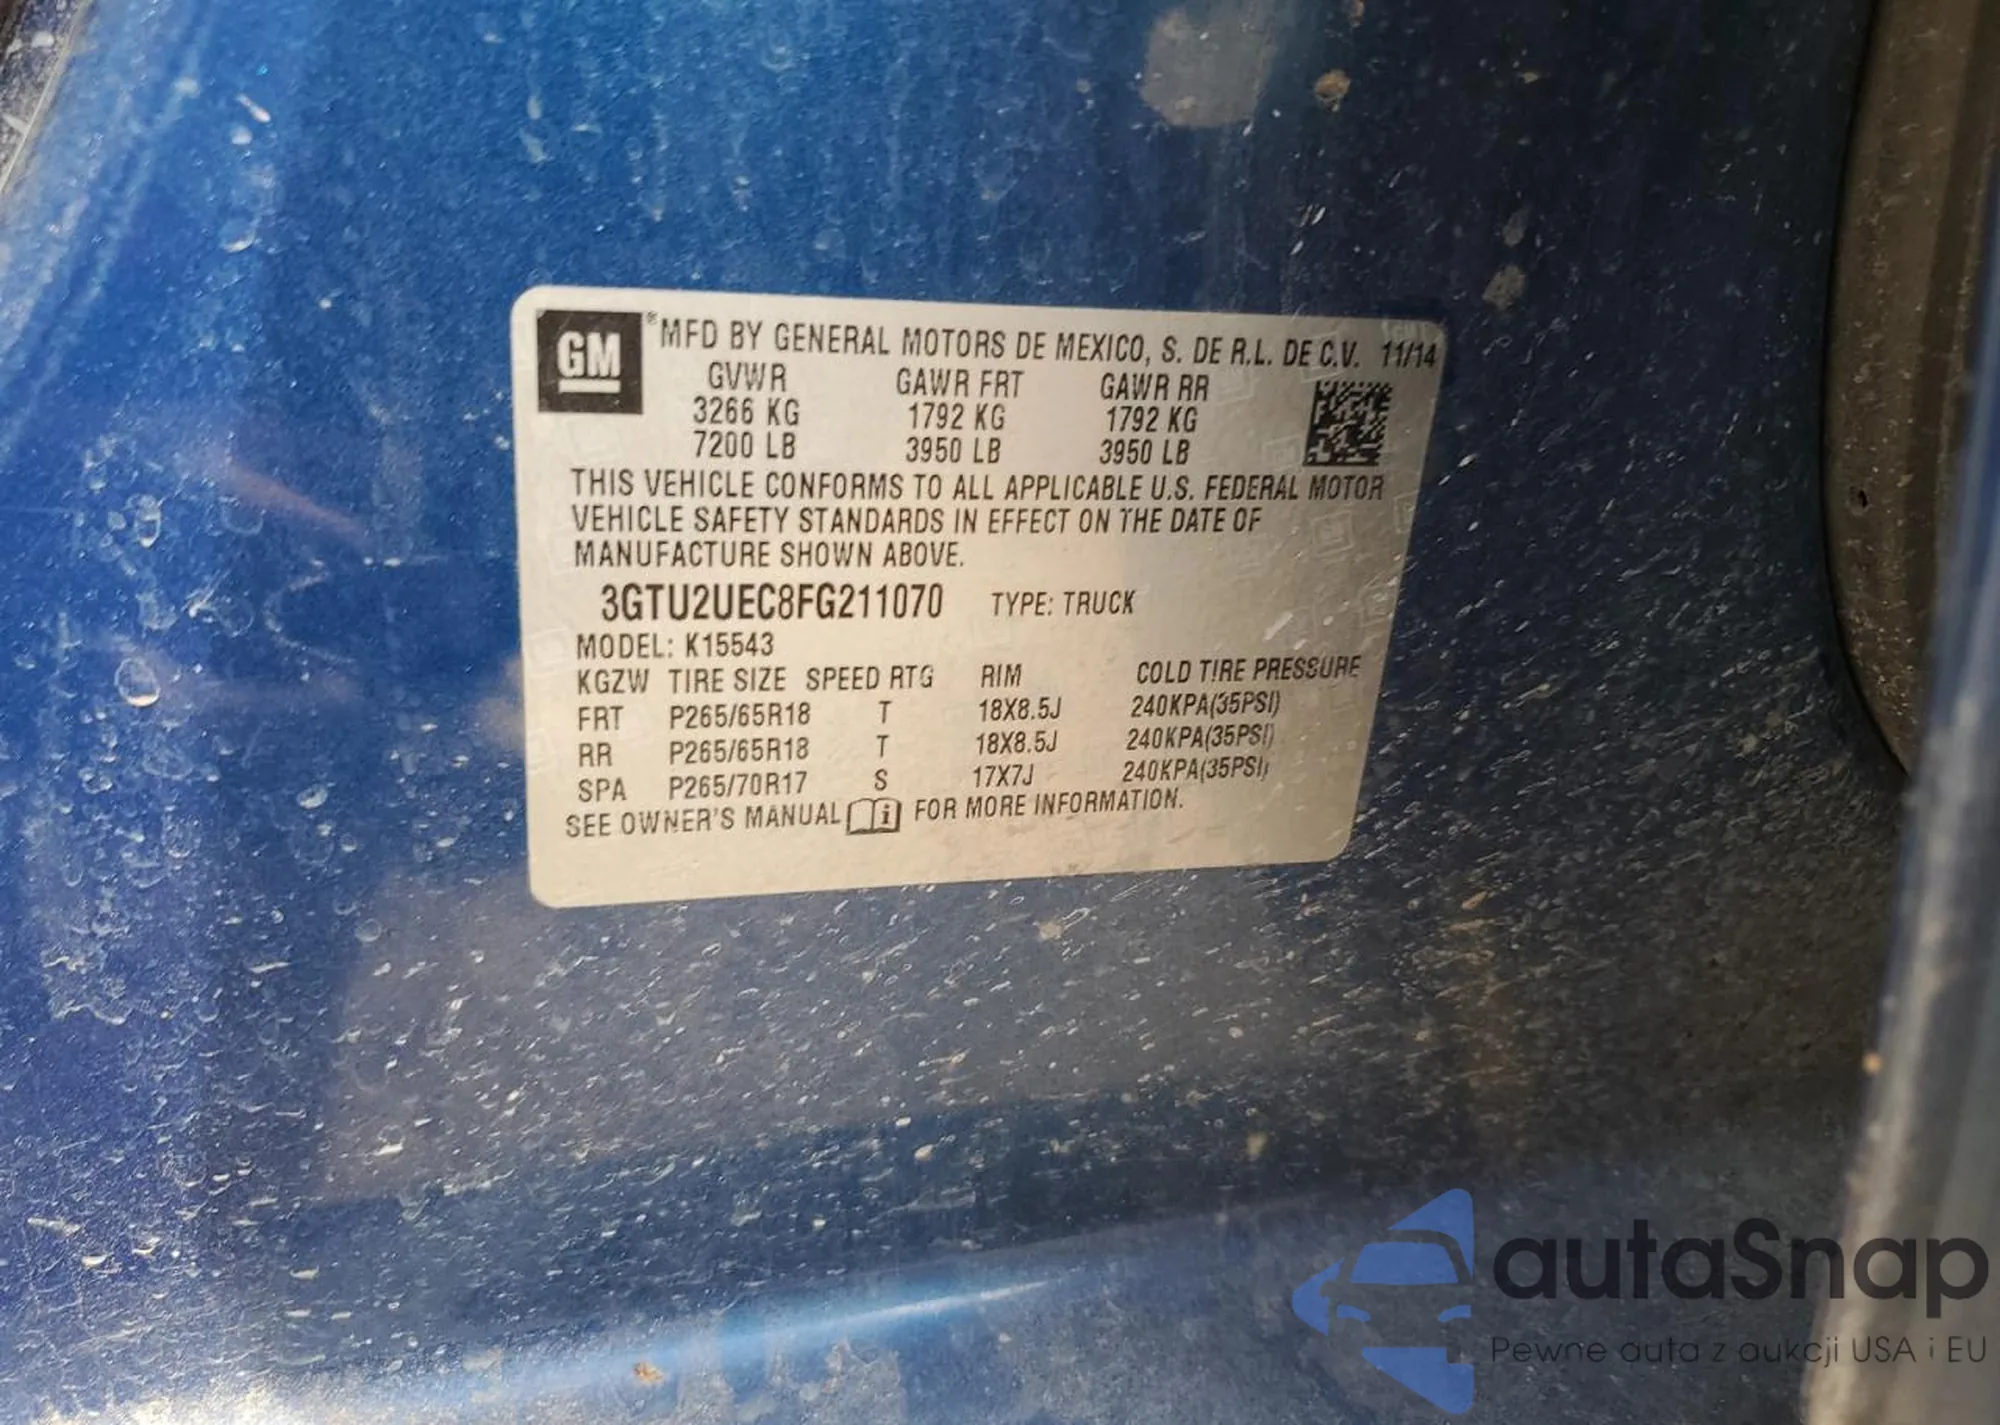 GM ® MFD BY GENERAL MOTORS DE MEXICO, S. DE R.L. DE C.V. 11/14
GVWR GAWR FRT GAWR RR
3266 KG 1792 KG 1792 KG
7200 LB 3950 LB 3950 LB
THIS VEHICLE CONFORMS TO ALL APPLICABLE U.S. FEDERAL MOTOR
VEHICLE SAFETY STANDARDS IN EFFECT ON THE DATE OF
MANUFACTURE SHOWN ABOVE.
3GTU2UEC8FG211070 TYPE: TRUCK
MODEL: K15543
KGZW TIRE SIZE SPEED RTG RIM COLD TIRE PRESSURE
FRT P265/65R18 T 18X8.5J 240KPA(35PSI)
RR P265/65R18 T 18X8.5J 240KPA(35PSI)
SPA P265/70R17 S 17X7J 240KPA(35PSI)
SEE OWNER'S MANUAL i FOR MORE INFORMATION.
autaSnap
Pewne auta z aukcji USA i EU